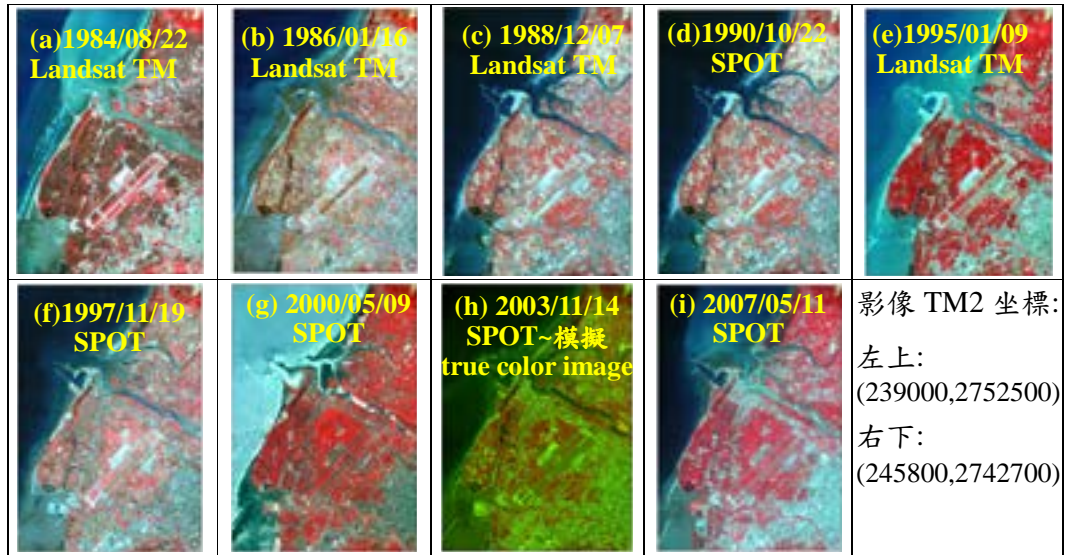 (a)1984/08/22
Landsat TM
(b) 1986/01/16
Landsat TM
(c) 1988/12/07
Landsat TM
(d)1990/10/22
SPOT
(e)1995/01/09
Landsat TM
(f)1997/11/19
SPOT
(g) 2000/05/09
SPOT
(h) 2003/11/14
SPOT~模擬
true color image
(i) 2007/05/11
SPOT
影像 TM2 坐標:
左上:
(239000,2752500)
右下:
(245800,2742700)